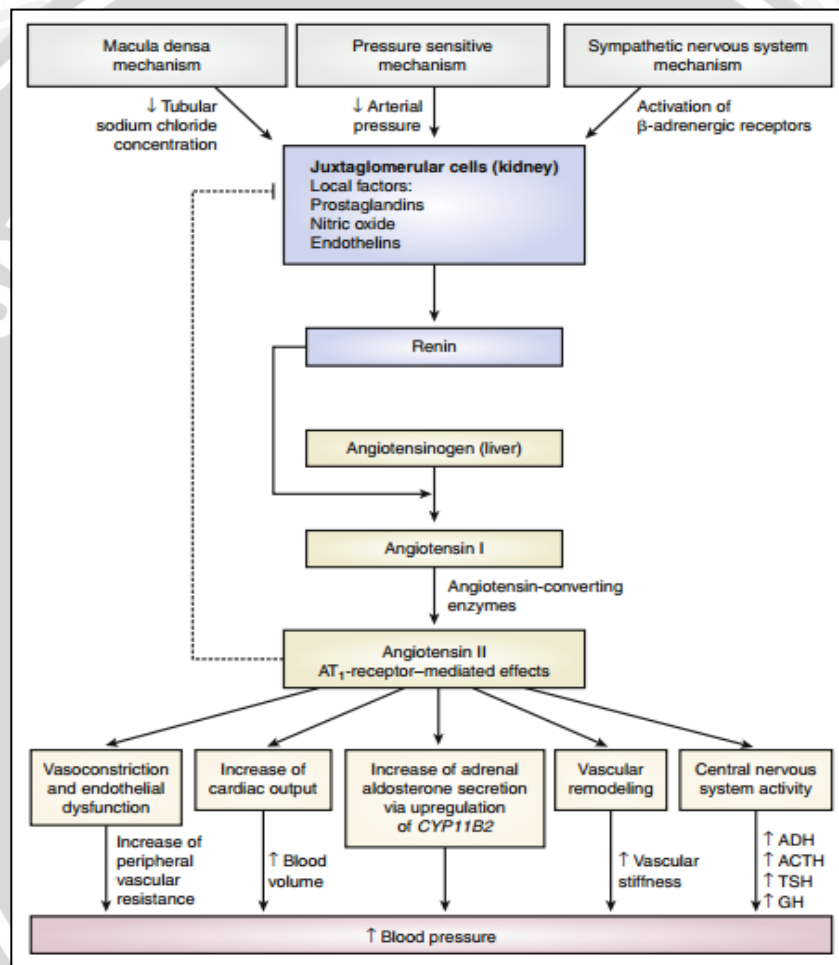 Macula densa
mechanism
Pressure sensitive
mechanism
Sympathetic nervous system
mechanism
↓ Tubular
sodium chloride
concentration
↓ Arterial
pressure
Activation of
β-adrenergic receptors
Juxtaglomerular cells (kidney)
Local factors:
Prostaglandins
Nitric oxide
Endothelins
Renin
Angiotensinogen (liver)
Angiotensin I
Angiotensin-converting
enzymes
Angiotensin II
AT₁-receptor–mediated effects
Vasoconstriction
and endothelial
dysfunction
Increase of
cardiac output
Increase of adrenal
aldosterone secretion
via upregulation
of CYP11B2
Vascular
remodeling
Central nervous
system activity
Increase of
peripheral
vascular
resistance
↑ Blood
volume
↑ Vascular
stiffness
↑ ADH
↑ ACTH
↑ TSH
↑ GH
↑ Blood pressure